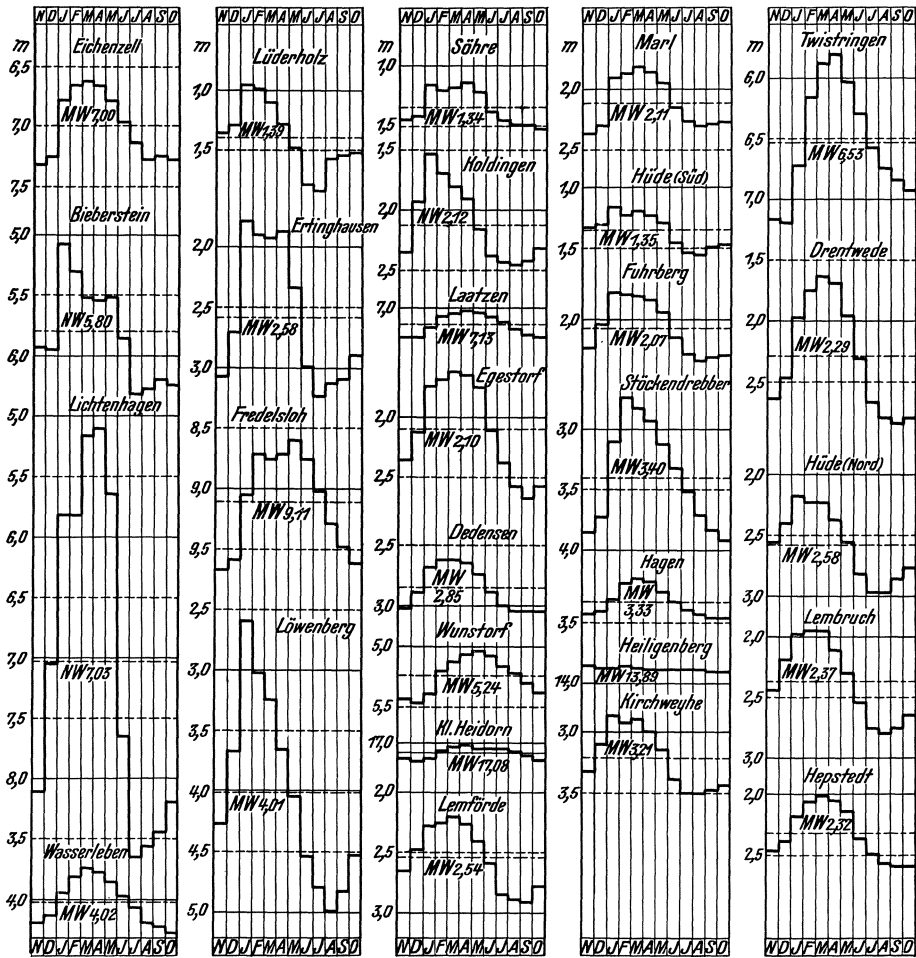 N D J F M A M J J A S O
m
Eichenzell
6,5
MW 7,00
7,0
7,5
Bieberstein
5,0
5,5
NW 5,80
6,0
Lichtenhagen
5,0
5,5
6,0
6,5
7,0
NW 7,03
7,5
8,0
3,5
Wasserleben
4,0
MW 4,02
N D J F M A M J J A S O
N D J F M A M J J A S O
m
Lüderholz
1,0
MW 1,39
1,5
Ertinghausen
2,0
2,5
MW 2,58
3,0
Fredelsloh
8,5
9,0
MW 9,11
9,5
2,5
Löwenberg
3,0
3,5
4,0
MW 4,01
4,5
5,0
N D J F M A M J J A S O
N D J F M A M J J A S O
m
Söhre
1,0
MW 1,34
1,5
1,5
Holdingen
2,0
NW 2,12
2,5
Laatzen
7,0
MW 7,13
Egestorf
2,0
MW 2,10
2,5
Dedensen
2,5
MW
2,85
3,0
Wunstorf
5,0
MW 5,24
5,5
Kl. Heidorn
17,0
MW 17,08
2,0
Lemförde
2,5
MW 2,54
3,0
N D J F M A M J J A S O
N D J F M A M J J A S O
m
Marl
2,0
MW 2,11
2,5
Hüde (Süd)
1,0
MW 1,35
1,5
Fuhrberg
2,0
MW 2,07
Stöckendrebber
3,0
MW 3,40
3,5
4,0
Hagen
MW
3,33
3,5
Heiligenberg
MW 13,89
14,0
Kirchweyhe
3,0
MW 3,21
3,5
N D J F M A M J J A S O
N D J F M A M J J A S O
m
Twistringen
6,0
6,5
MW 6,53
7,0
Drentwede
1,5
2,0
MW 2,29
2,5
Hüde (Nord)
2,0
2,5
MW 2,58
3,0
Lembruch
2,0
MW 2,37
2,5
3,0
Hepstedt
2,0
MW 2,32
2,5
N D J F M A M J J A S O